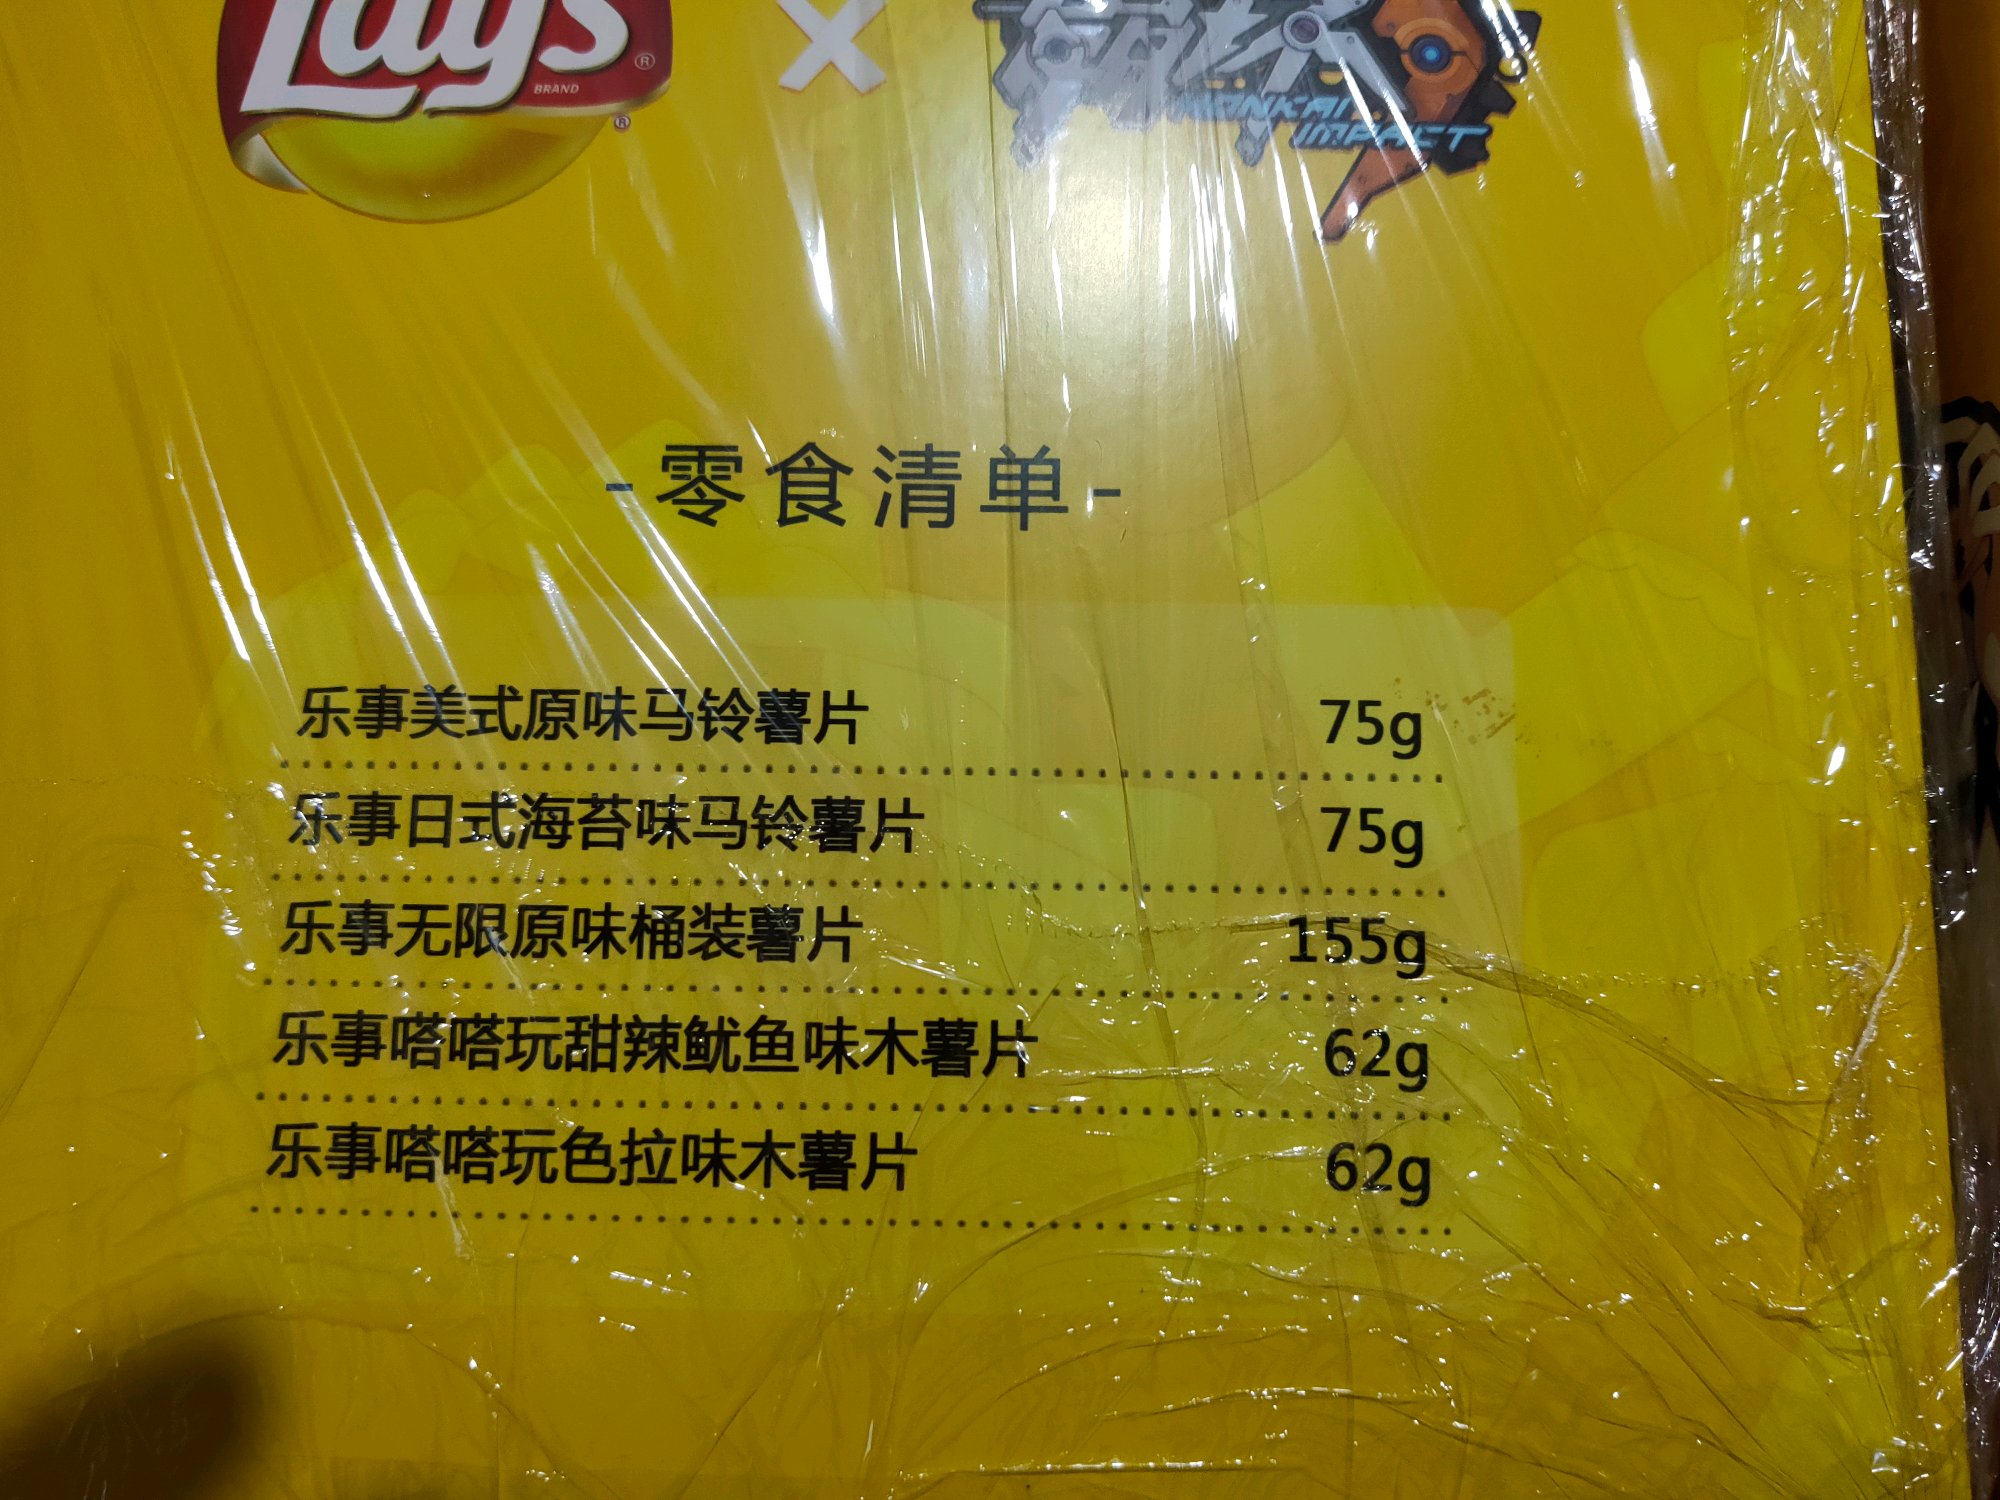 Lay's
BRAND
®
®
×
崩坏
HONKAI
IMPACT
-零食清单-
乐事美式原味马铃薯片 75g
乐事日式海苔味马铃薯片 75g
乐事无限原味桶装薯片 155g
乐事嗒嗒玩甜辣鱿鱼味木薯片 62g
乐事嗒嗒玩色拉味木薯片 62g